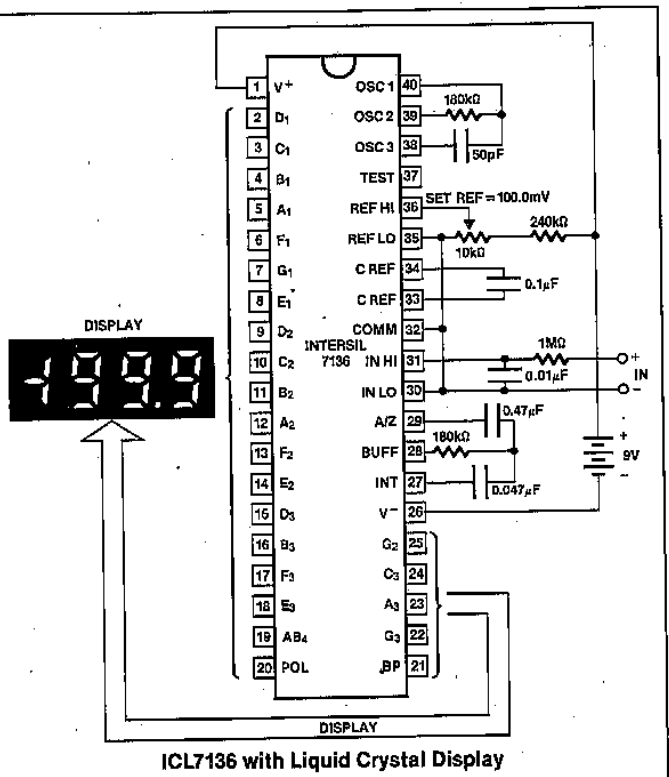 1 V+ OSC 1 40
2 D1 OSC 2 39 180kΩ
3 C1 OSC 3 38 50pF
4 B1 TEST 37
5 A1 REF HI 36 SET REF = 100.0mV
6 F1 REF LO 35 10kΩ 240kΩ
7 G1 C REF 34
8 E1 C REF 33 0.1µF
DISPLAY
9 D2 COMM 32
INTERSIL
7136
10 C2 IN HI 31 1MΩ +
IN
0.01µF
11 B2 IN LO 30 −
-199.9
12 A2 A/Z 29 0.47µF
13 F2 BUFF 28 180kΩ
+
9V
−
14 E2 INT 27 0.047µF
15 D3 V− 26
16 B3 G2 25
17 F3 C3 24
18 E3 A3 23
19 AB4 G3 22
20 POL BP 21
DISPLAY
ICL7136 with Liquid Crystal Display